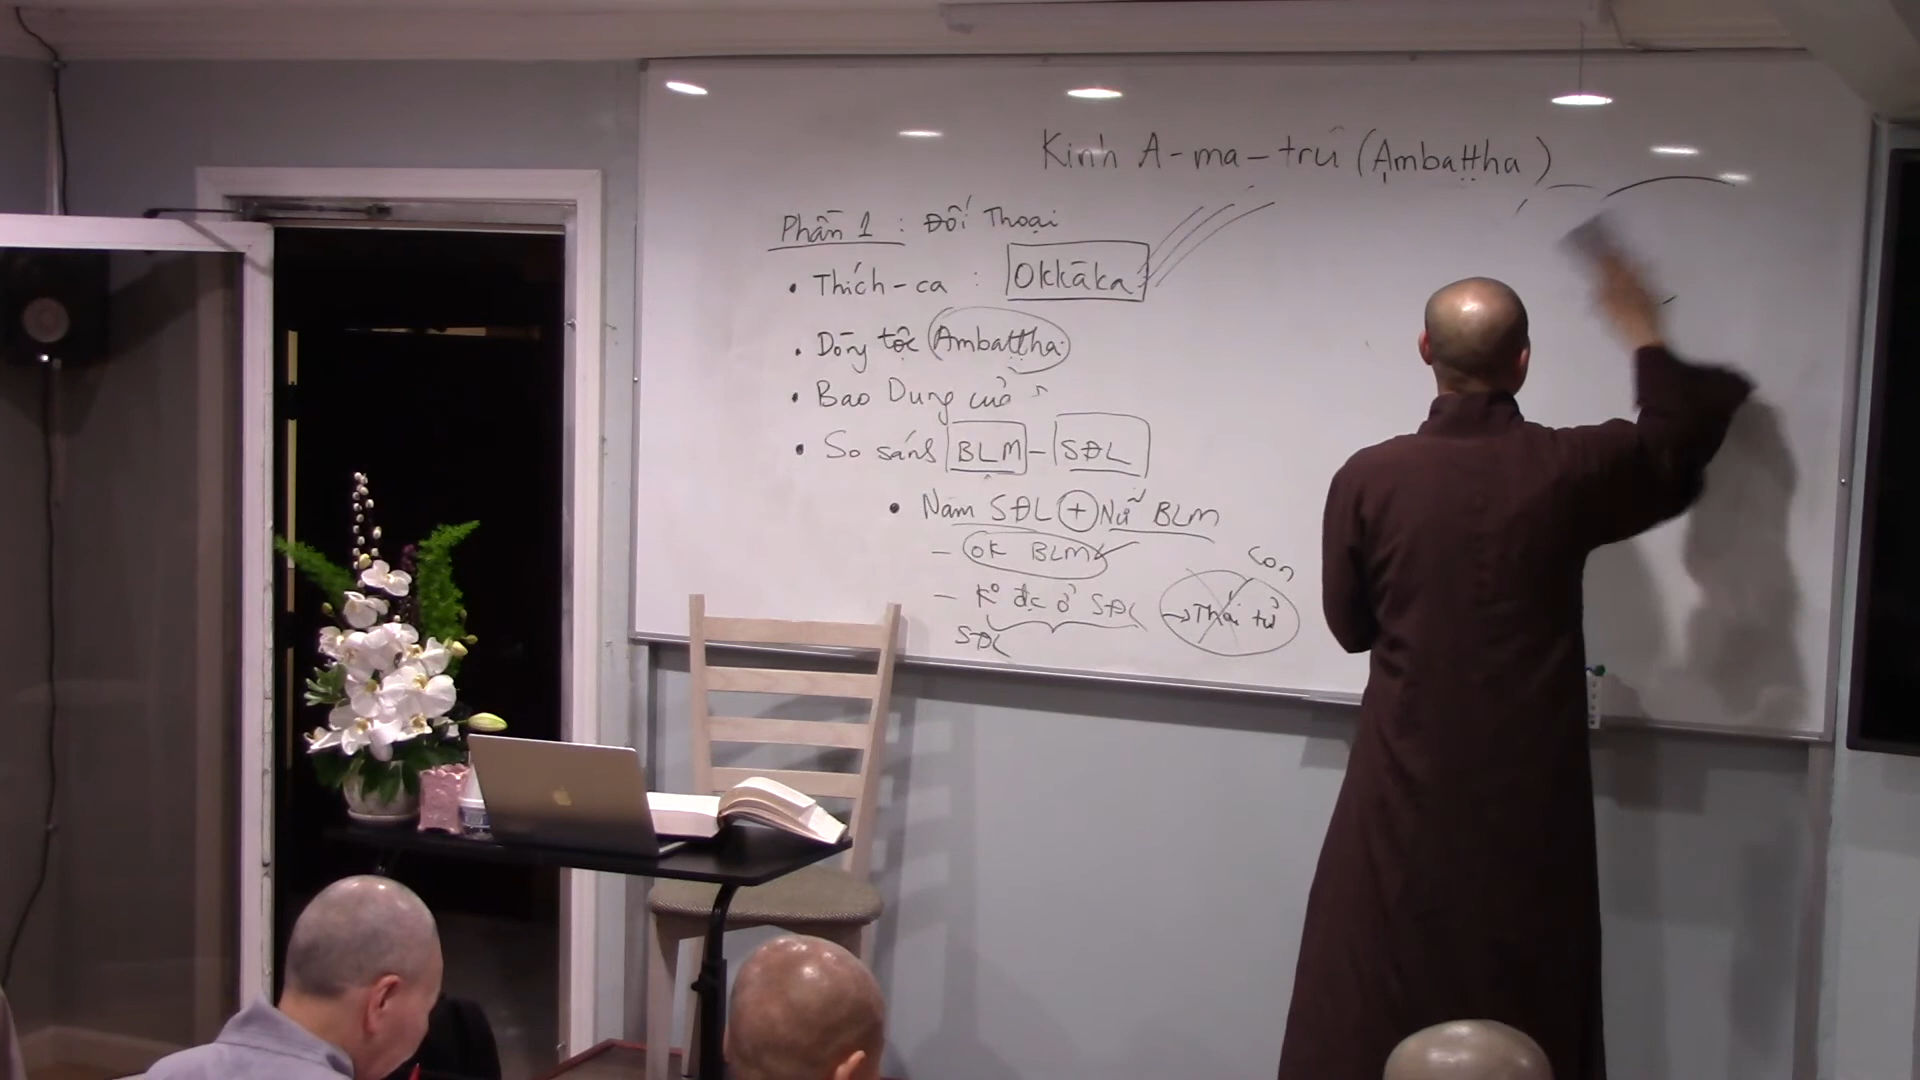 Kinh A-ma-trú (Ambaṭṭha)
Phần 1 : Đối Thoại
• Thích-ca : Okkāka
• Dòng tộc Ambaṭṭha
• Bao Dung của
• So sánh BLM - SĐL
• Nam SĐL + Nữ BLM
- OK BLM
Con
- Ko đc ở SĐL → Thái tử
SĐL